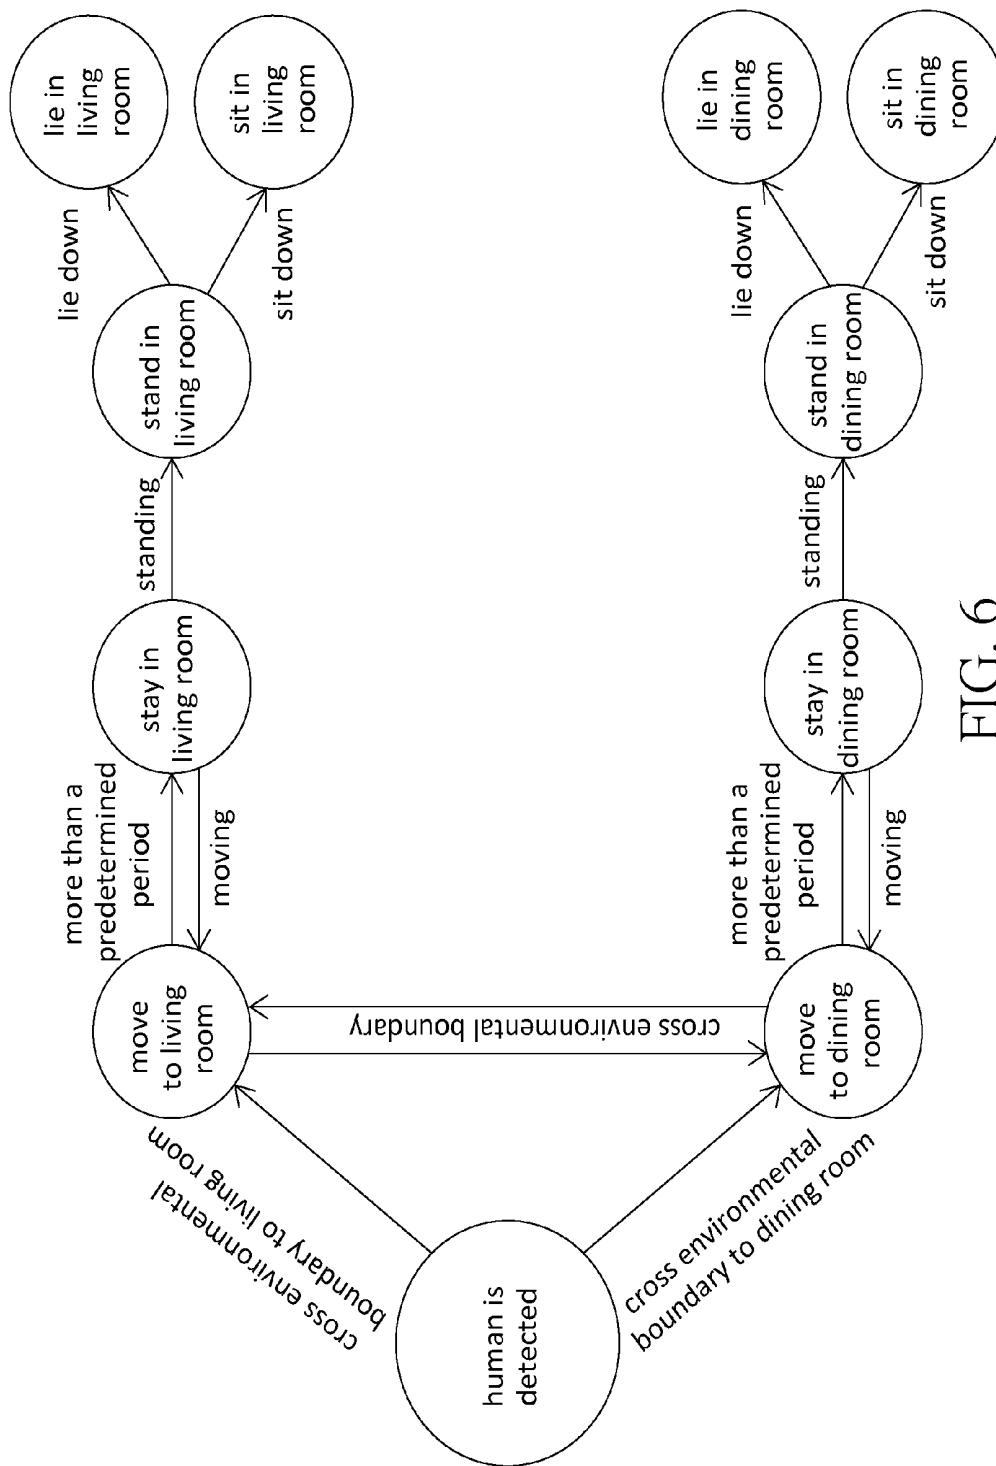 lie in
living
room
sit in
living
room
lie in
dining
room
sit in
dining
room
lie down
sit down
lie down
sit down
stand in
living room
stand in
dining room
standing
standing
stay in
living room
stay in
dining room
more than a
predetermined
period
moving
more than a
predetermined
period
moving
move
to living
room
cross environmental boundary
move
to dining
room
cross environmental
boundary to living room
cross environmental
boundary to dining room
human is
detected
FIG. 6